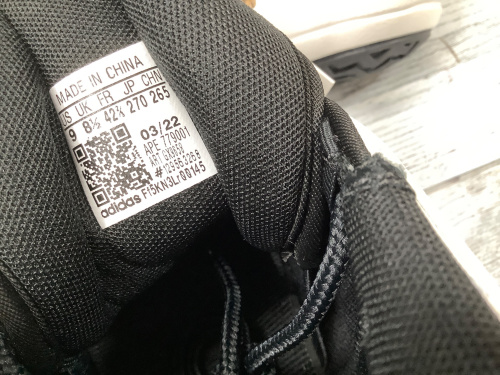 MADE IN CHINA
US UK FR JP CHN
9 8½ 42⅔ 270 265
03/22
APE 779001
adidas